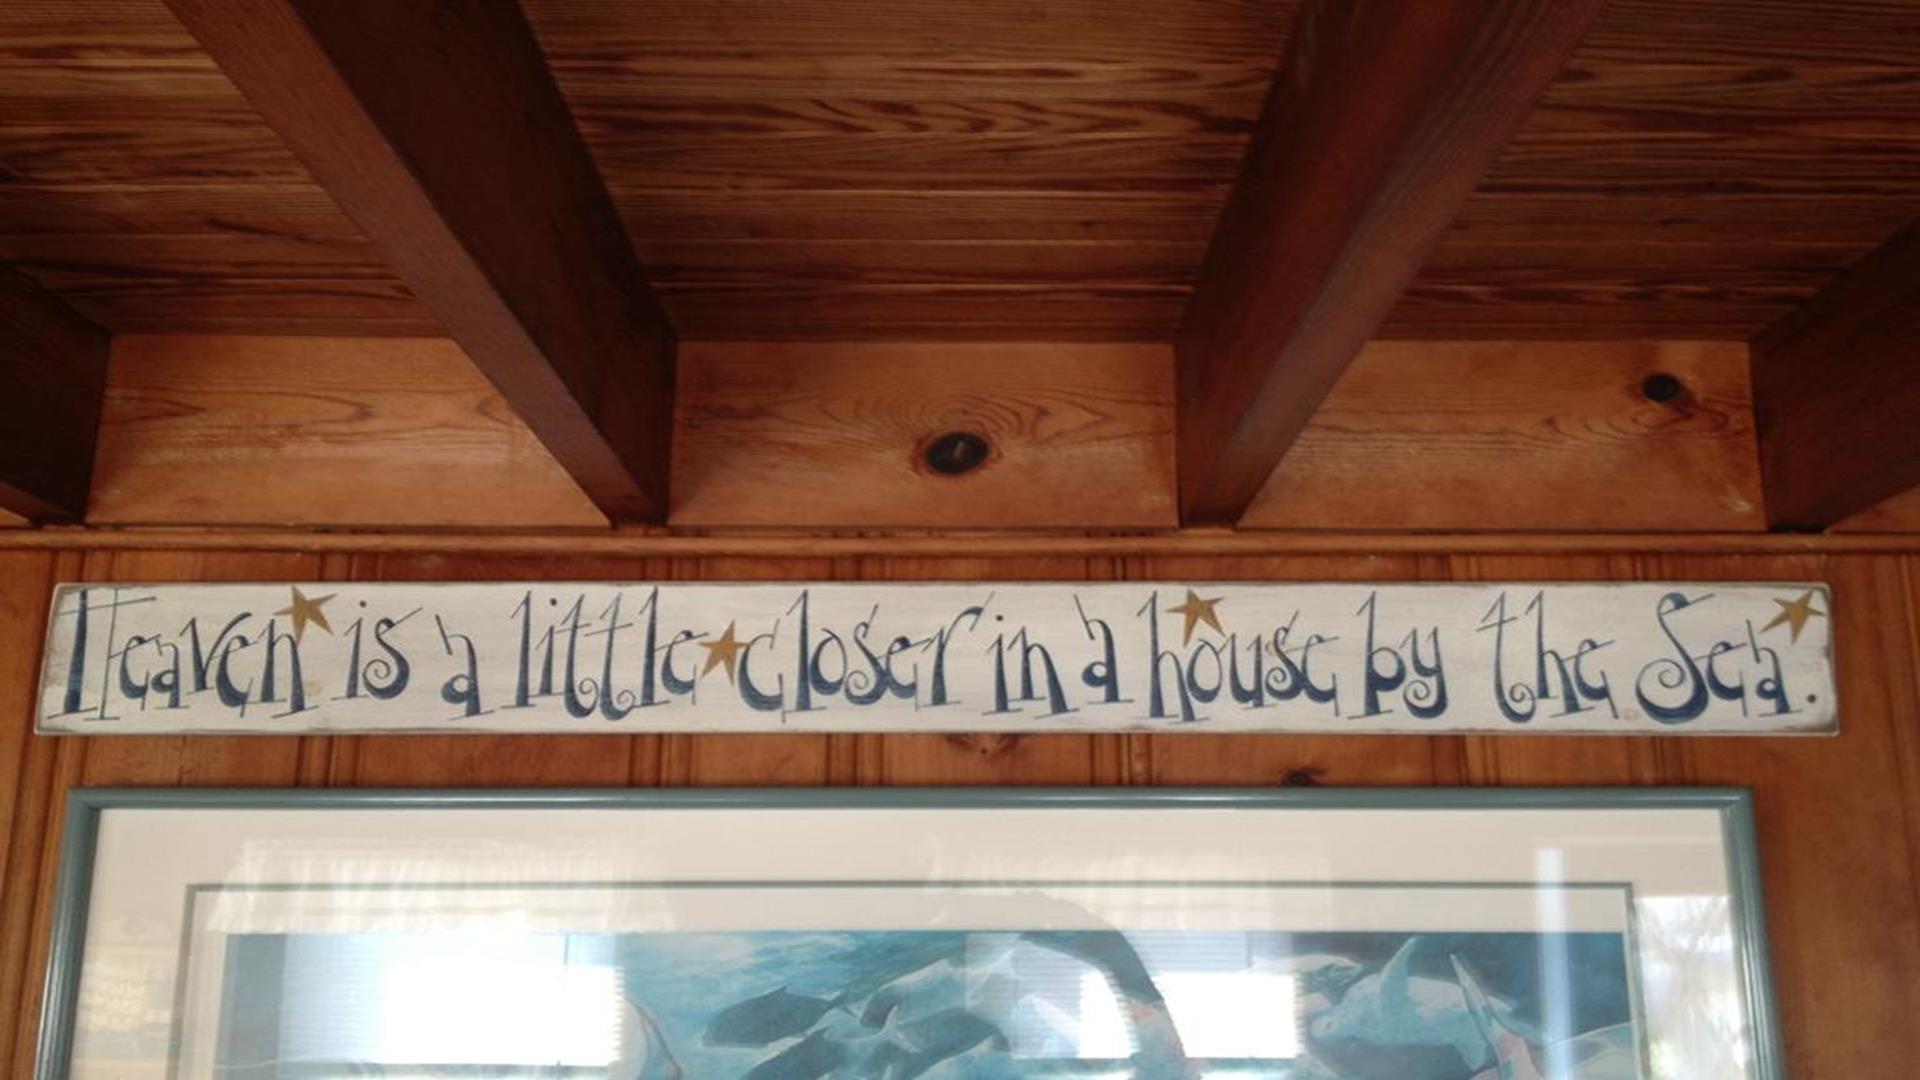 Heaven is a little closer in a house by the Sea.